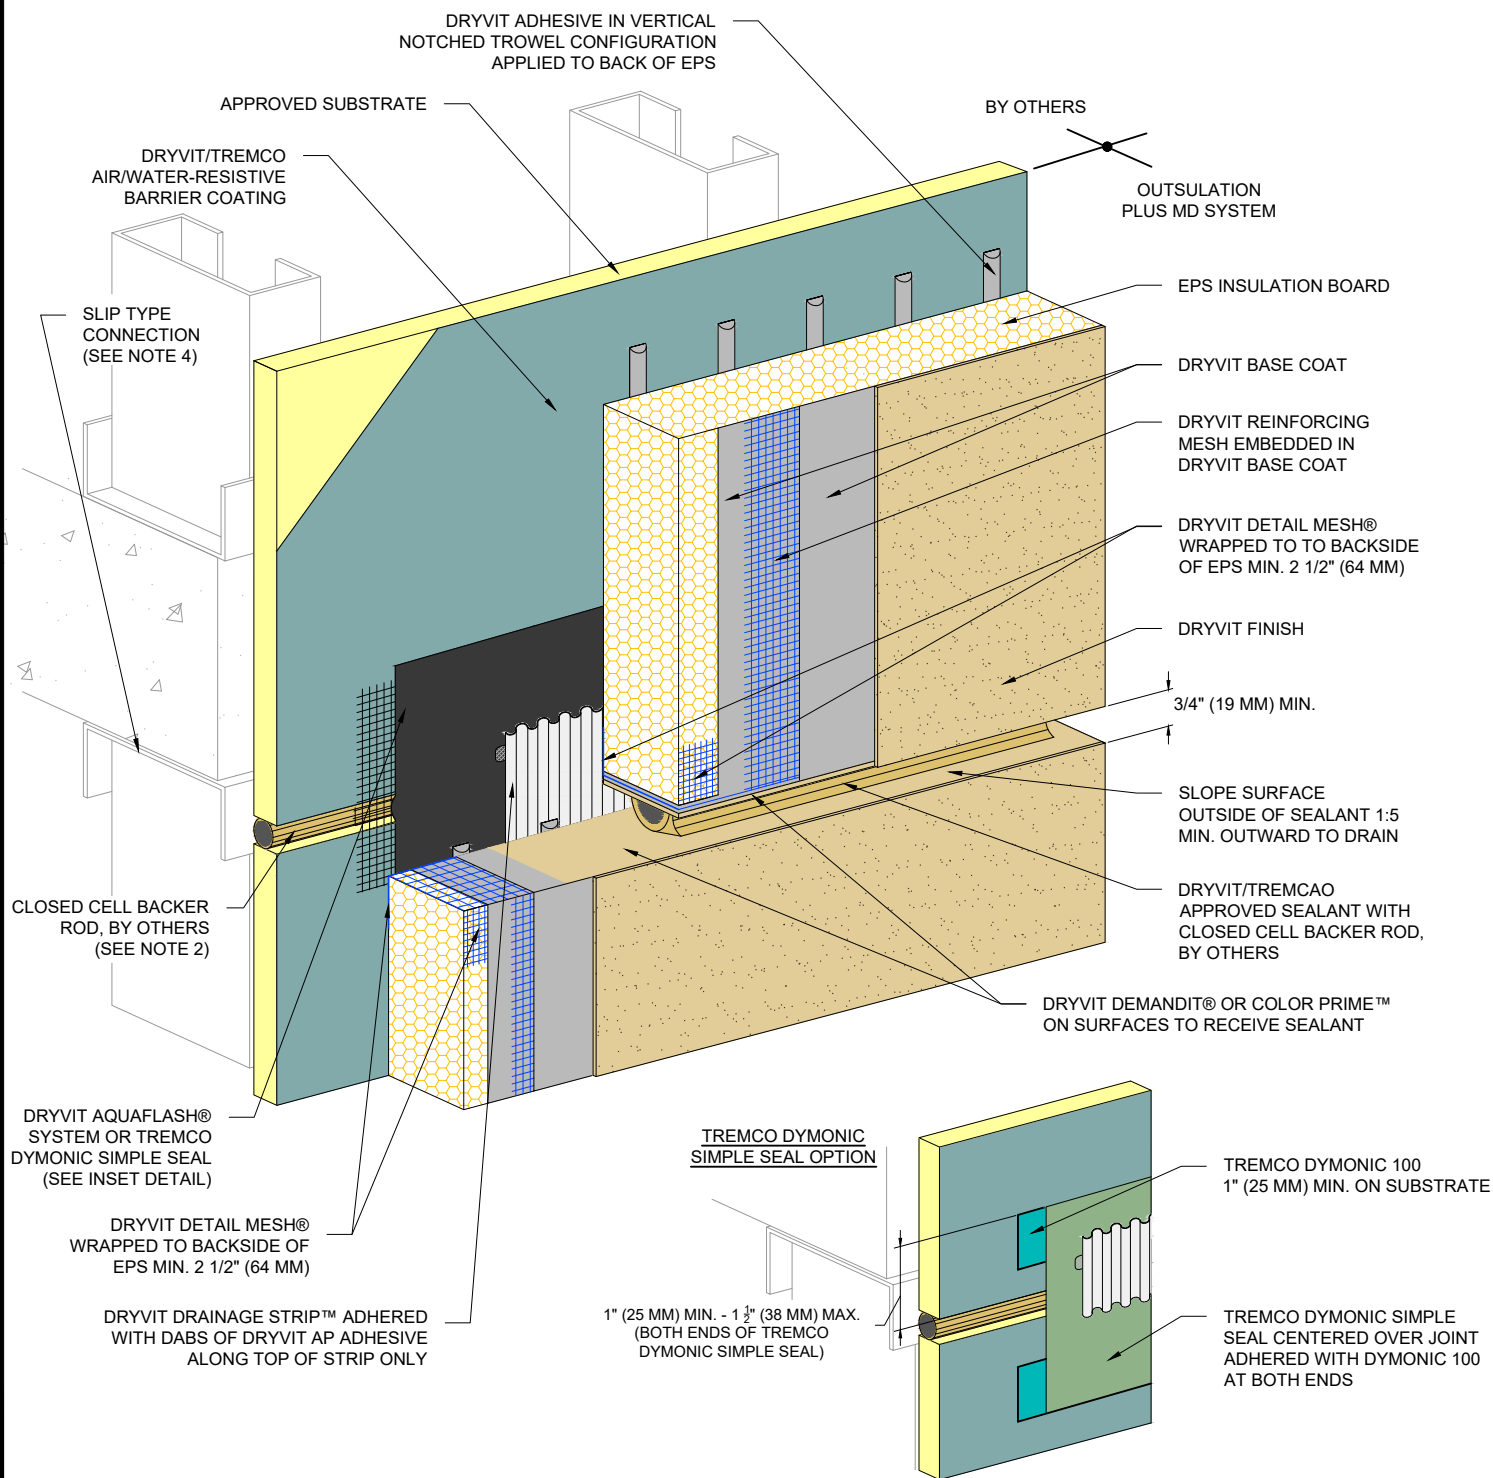 DRYVIT ADHESIVE IN VERTICAL
NOTCHED TROWEL CONFIGURATION
APPLIED TO BACK OF EPS
APPROVED SUBSTRATE
BY OTHERS
DRYVIT/TREMCO
AIR/WATER-RESISTIVE
BARRIER COATING
OUTSULATION
PLUS MD SYSTEM
SLIP TYPE
CONNECTION
(SEE NOTE 4)
EPS INSULATION BOARD
DRYVIT BASE COAT
DRYVIT REINFORCING
MESH EMBEDDED IN
DRYVIT BASE COAT
DRYVIT DETAIL MESH®
WRAPPED TO TO BACKSIDE
OF EPS MIN. 2 1/2" (64 MM)
DRYVIT FINISH
3/4" (19 MM) MIN.
SLOPE SURFACE
OUTSIDE OF SEALANT 1:5
MIN. OUTWARD TO DRAIN
CLOSED CELL BACKER
ROD, BY OTHERS
(SEE NOTE 2)
DRYVIT/TREMCAO
APPROVED SEALANT WITH
CLOSED CELL BACKER ROD,
BY OTHERS
DRYVIT DEMANDIT® OR COLOR PRIME™
ON SURFACES TO RECEIVE SEALANT
DRYVIT AQUAFLASH®
SYSTEM OR TREMCO
DYMONIC SIMPLE SEAL
(SEE INSET DETAIL)
DRYVIT DETAIL MESH®
WRAPPED TO BACKSIDE OF
EPS MIN. 2 1/2" (64 MM)
DRYVIT DRAINAGE STRIP™ ADHERED
WITH DABS OF DRYVIT AP ADHESIVE
ALONG TOP OF STRIP ONLY
TREMCO DYMONIC
SIMPLE SEAL OPTION
TREMCO DYMONIC 100
1" (25 MM) MIN. ON SUBSTRATE
1" (25 MM) MIN. - 1 1/2" (38 MM) MAX.
(BOTH ENDS OF TREMCO
DYMONIC SIMPLE SEAL)
TREMCO DYMONIC SIMPLE
SEAL CENTERED OVER JOINT
ADHERED WITH DYMONIC 100
AT BOTH ENDS